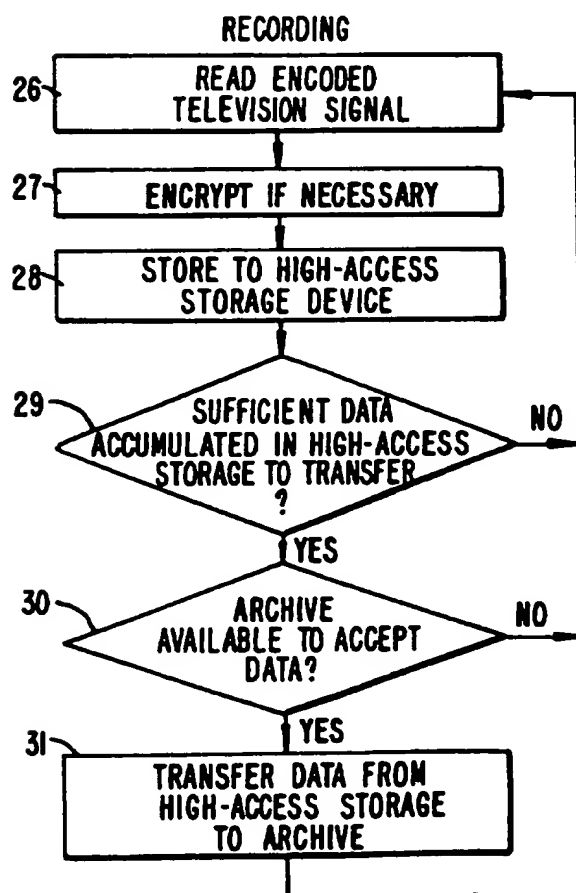 RECORDING
26
READ ENCODED
TELEVISION SIGNAL
27
ENCRYPT IF NECESSARY
28
STORE TO HIGH-ACCESS
STORAGE DEVICE
29
SUFFICIENT DATA
ACCUMULATED IN HIGH-ACCESS
STORAGE TO TRANSFER
?
NO
YES
30
ARCHIVE
AVAILABLE TO ACCEPT
DATA?
NO
YES
31
TRANSFER DATA FROM
HIGH-ACCESS STORAGE
TO ARCHIVE